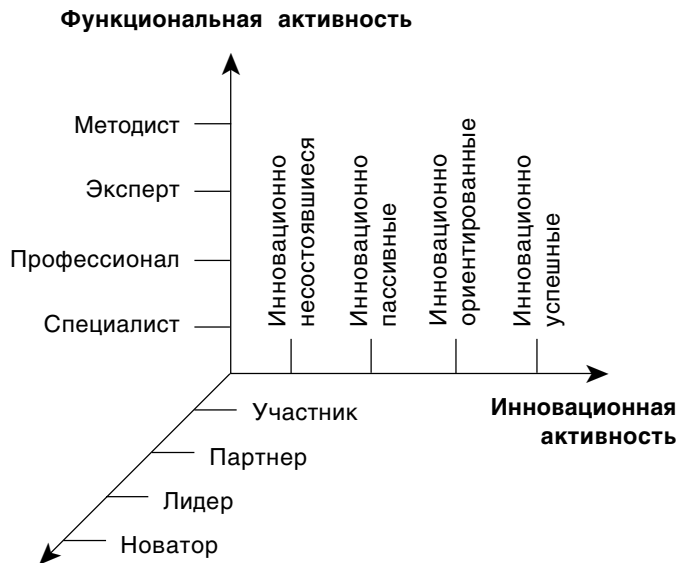 Функциональная активность
Методист
Эксперт
Профессионал
Специалист
Инновационно
несостоявшиеся
Инновационно
пассивные
Инновационно
ориентированные
Инновационно
успешные
Инновационная
активность
Участник
Партнер
Лидер
Новатор